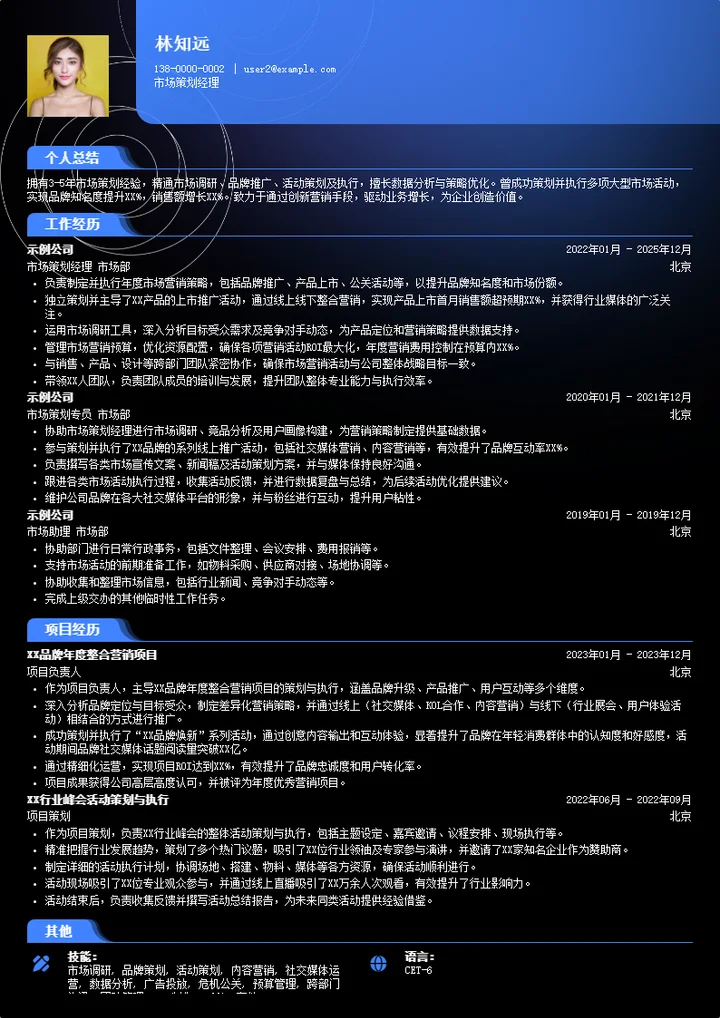 林知远
138-0000-0002 | user2@example.com
市场策划经理
个人总结
拥有3-5年市场策划经验，精通市场调研、品牌推广、活动策划及执行，擅长数据分析与策略优化。曾成功策划并执行多项大型市场活动，
实现品牌知名度提升XX%，销售额增长XX%。致力于通过创新营销手段，驱动业务增长，为企业创造价值。
工作经历
示例公司 2022年01月 - 2025年12月
市场策划经理 市场部 北京
• 负责制定并执行年度市场营销策略，包括品牌推广、产品上市、公关活动等，以提升品牌知名度和市场份额。
• 独立策划并主导了XX产品的上市推广活动，通过线上线下整合营销，实现产品上市首月销售额超预期XX%，并获得行业媒体的广泛关
注。
• 运用市场调研工具，深入分析目标受众需求及竞争对手动态，为产品定位和营销策略提供数据支持。
• 管理市场营销预算，优化资源配置，确保各项营销活动ROI最大化，年度营销费用控制在预算内XX%。
• 与销售、产品、设计等跨部门团队紧密协作，确保市场营销活动与公司整体战略目标一致。
• 带领XX人团队，负责团队成员的培训与发展，提升团队整体专业能力与执行效率。
示例公司 2020年01月 - 2021年12月
市场策划专员 市场部 北京
• 协助市场策划经理进行市场调研、竞品分析及用户画像构建，为营销策略制定提供基础数据。
• 参与策划并执行了XX品牌的系列线上推广活动，包括社交媒体营销、内容营销等，有效提升了品牌互动率XX%。
• 负责撰写各类市场宣传文案、新闻稿及活动策划方案，并与媒体保持良好沟通。
• 跟进各类市场活动执行过程，收集活动反馈，并进行数据复盘与总结，为后续活动优化提供建议。
• 维护公司品牌在各大社交媒体平台的形象，并与粉丝进行互动，提升用户粘性。
示例公司 2019年01月 - 2019年12月
市场助理 市场部 北京
• 协助部门进行日常行政事务，包括文件整理、会议安排、费用报销等。
• 支持市场活动的前期准备工作，如物料采购、供应商对接、场地协调等。
• 协助收集和整理市场信息，包括行业新闻、竞争对手动态等。
• 完成上级交办的其他临时性工作任务。
项目经历
XX品牌年度整合营销项目 2023年01月 - 2023年12月
项目负责人 北京
• 作为项目负责人，主导XX品牌年度整合营销项目的策划与执行，涵盖品牌升级、产品推广、用户互动等多个维度。
• 深入分析品牌定位与目标受众，制定差异化营销策略，并通过线上（社交媒体、KOL合作、内容营销）与线下（行业展会、用户体验活
动）相结合的方式进行推广。
• 成功策划并执行了“XX品牌焕新”系列活动，通过创意内容输出和互动体验，显著提升了品牌在年轻消费群体中的认知度和好感度，活
动期间品牌社交媒体话题阅读量突破XX亿。
• 通过精细化运营，实现项目ROI达到XX%，有效提升了品牌忠诚度和用户转化率。
• 项目成果获得公司高层高度认可，并被评为年度优秀营销项目。
XX行业峰会活动策划与执行 2022年06月 - 2022年09月
项目策划 北京
• 作为项目策划，负责XX行业峰会的整体活动策划与执行，包括主题设定、嘉宾邀请、议程安排、现场执行等。
• 精准把握行业发展趋势，策划了多个热门议题，吸引了XX位行业领袖及专家参与演讲，并邀请了XX家知名企业作为赞助商。
• 制定详细的活动执行计划，协调场地、搭建、物料、媒体等各方资源，确保活动顺利进行。
• 活动现场吸引了XX位专业观众参与，并通过线上直播吸引了XX万余人次观看，有效提升了行业影响力。
• 活动结束后，负责收集反馈并撰写活动总结报告，为未来同类活动提供经验借鉴。
其他
技能：
市场调研, 品牌策划, 活动策划, 内容营销, 社交媒体运
营, 数据分析, 广告投放, 危机公关, 预算管理, 跨部门
语言：
CET-6